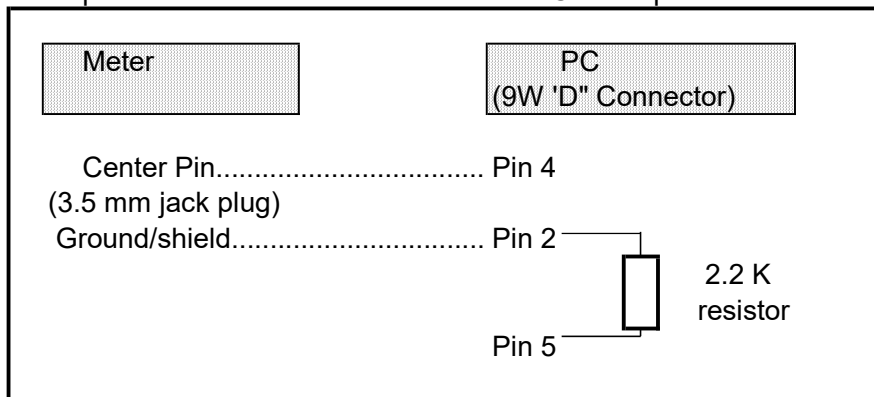 Meter
PC
(9W 'D" Connector)
Center Pin.................................. Pin 4
(3.5 mm jack plug)
Ground/shield................................ Pin 2
2.2 K
resistor
Pin 5